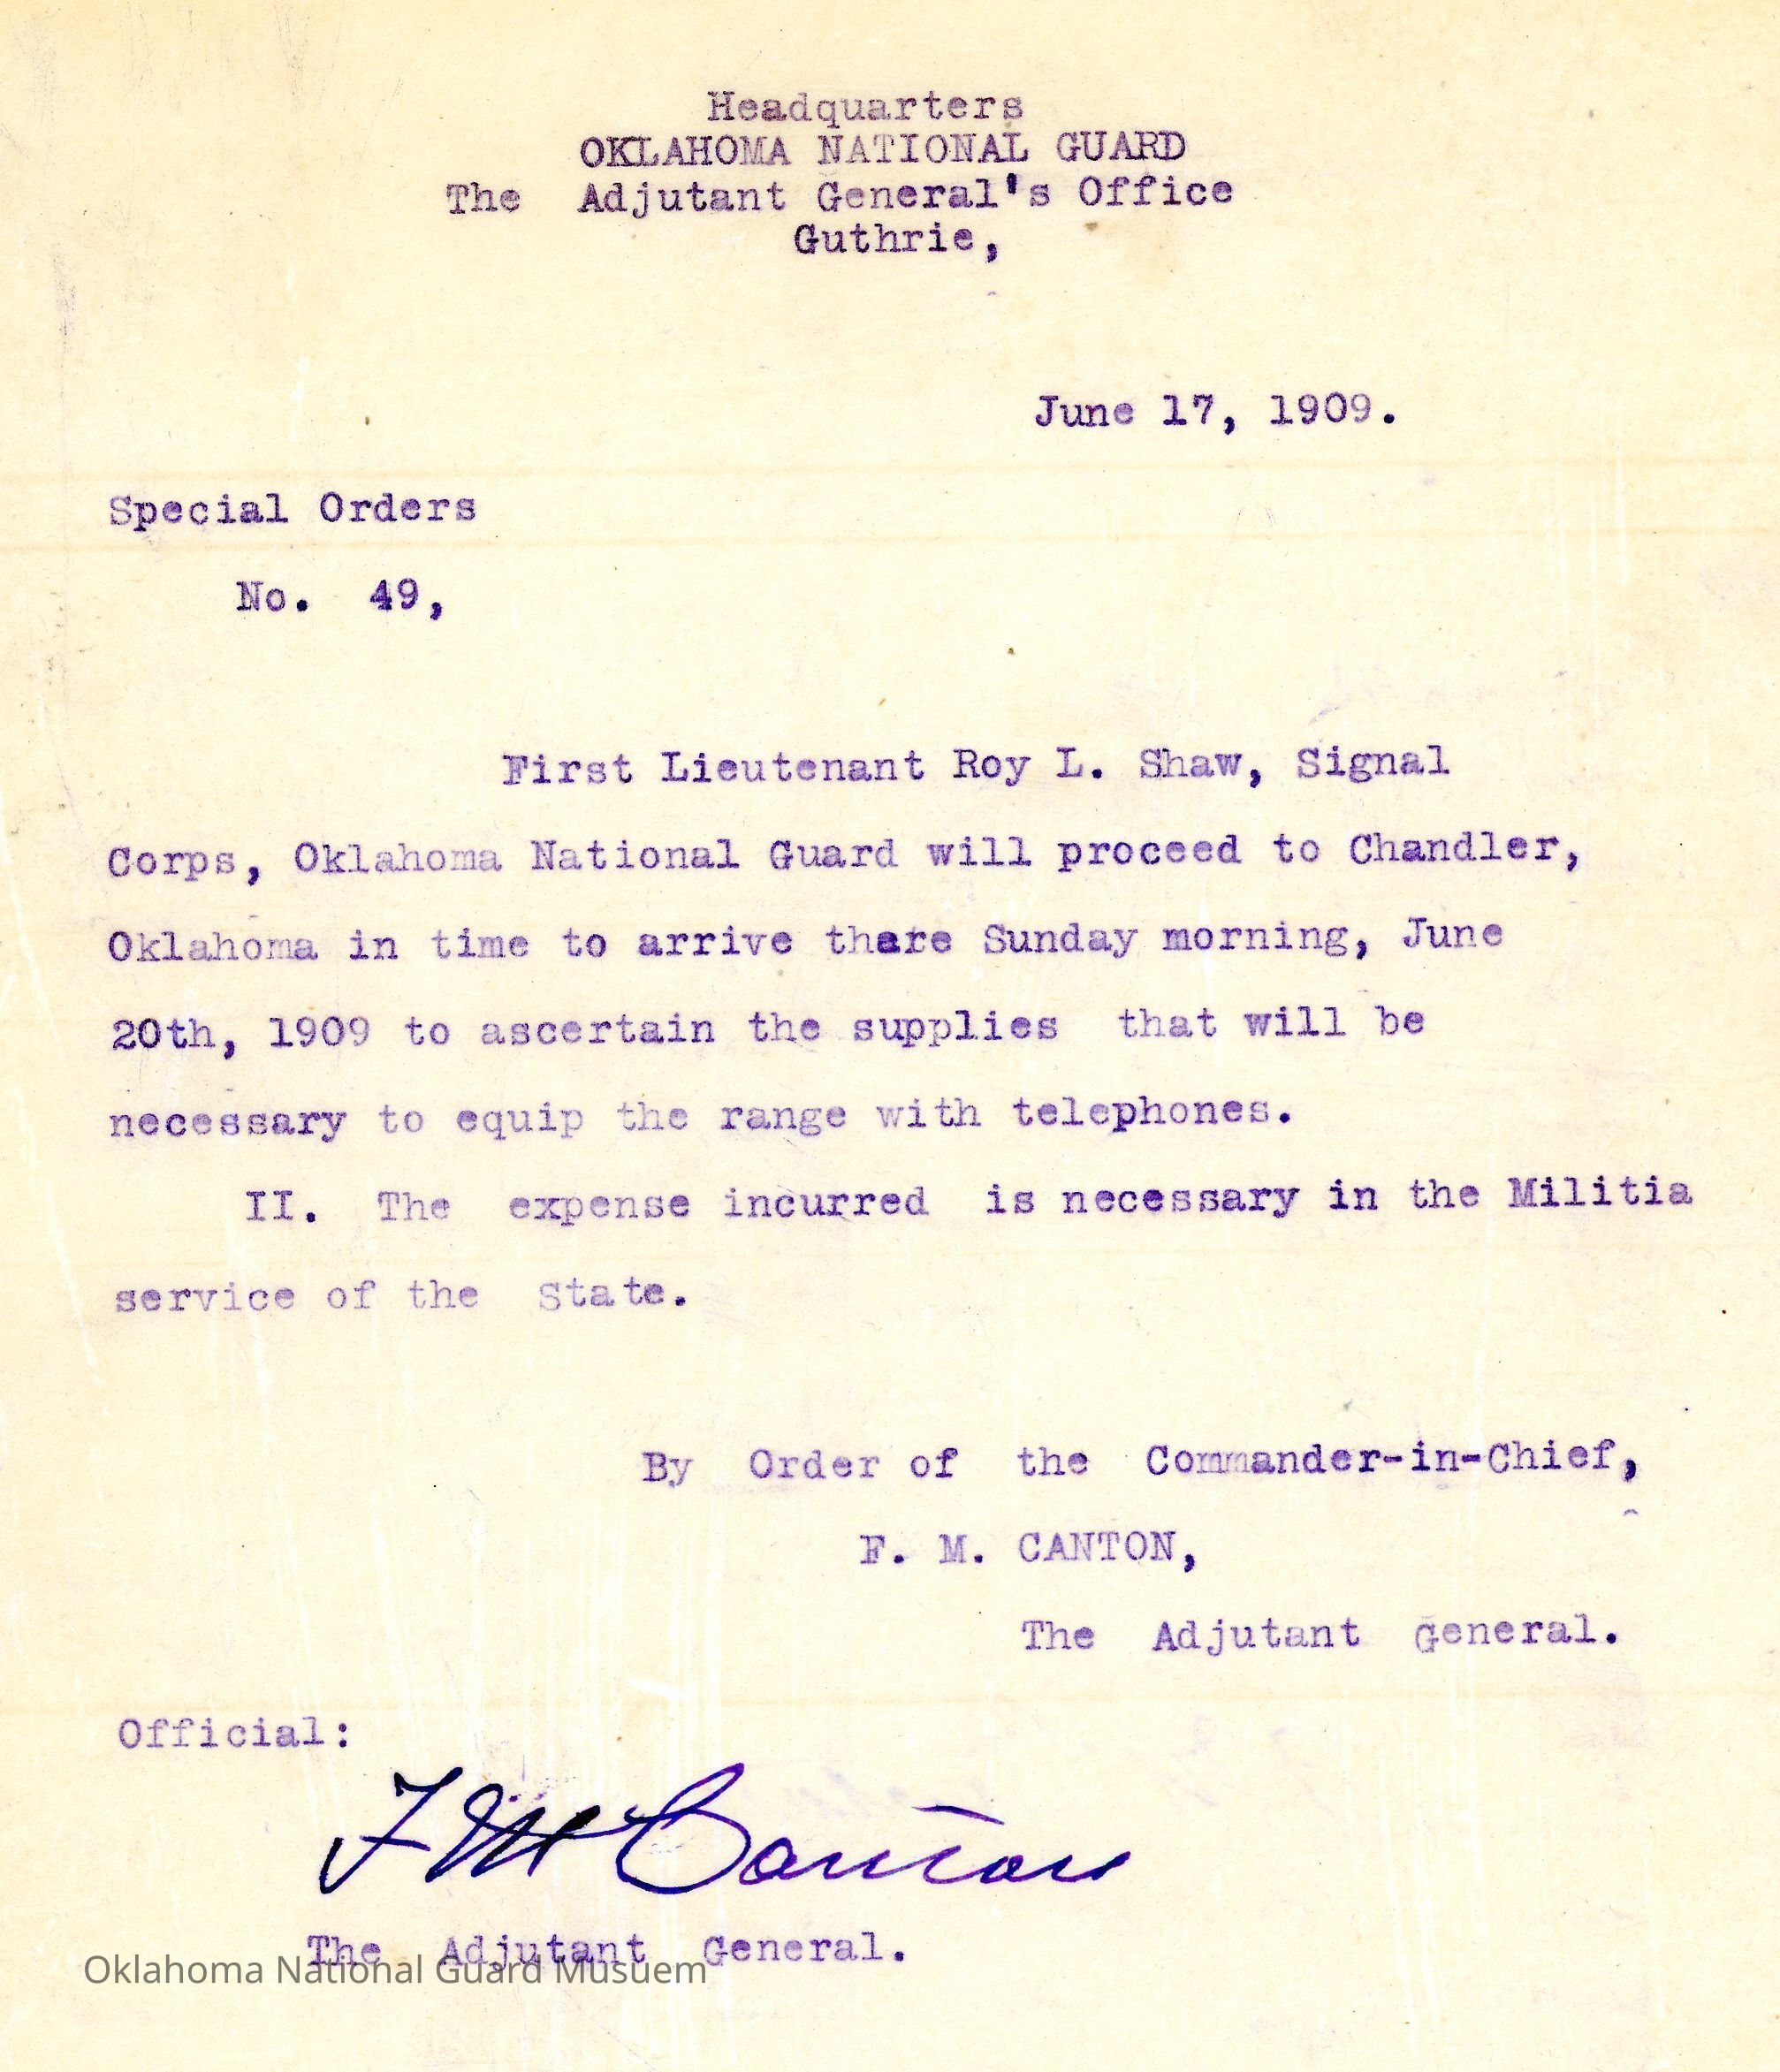 Headquarters
OKLAHOMA NATIONAL GUARD
The Adjutant General's Office
Guthrie,
June 17, 1909.
Special Orders
No. 49,
First Lieutenant Roy L. Shaw, Signal
Corps, Oklahoma National Guard will proceed to Chandler,
Oklahoma in time to arrive thare Sunday morning, June
20th, 1909 to ascertain the supplies that will be
necessary to equip the range with telephones.
II. The expense incurred is necessary in the Militia
service of the State.
By Order of the Commander-in-Chief,
F. M. CANTON,
The Adjutant General.
Official:
F M Canton
The Adjutant General.
Oklahoma National Guard Musuem